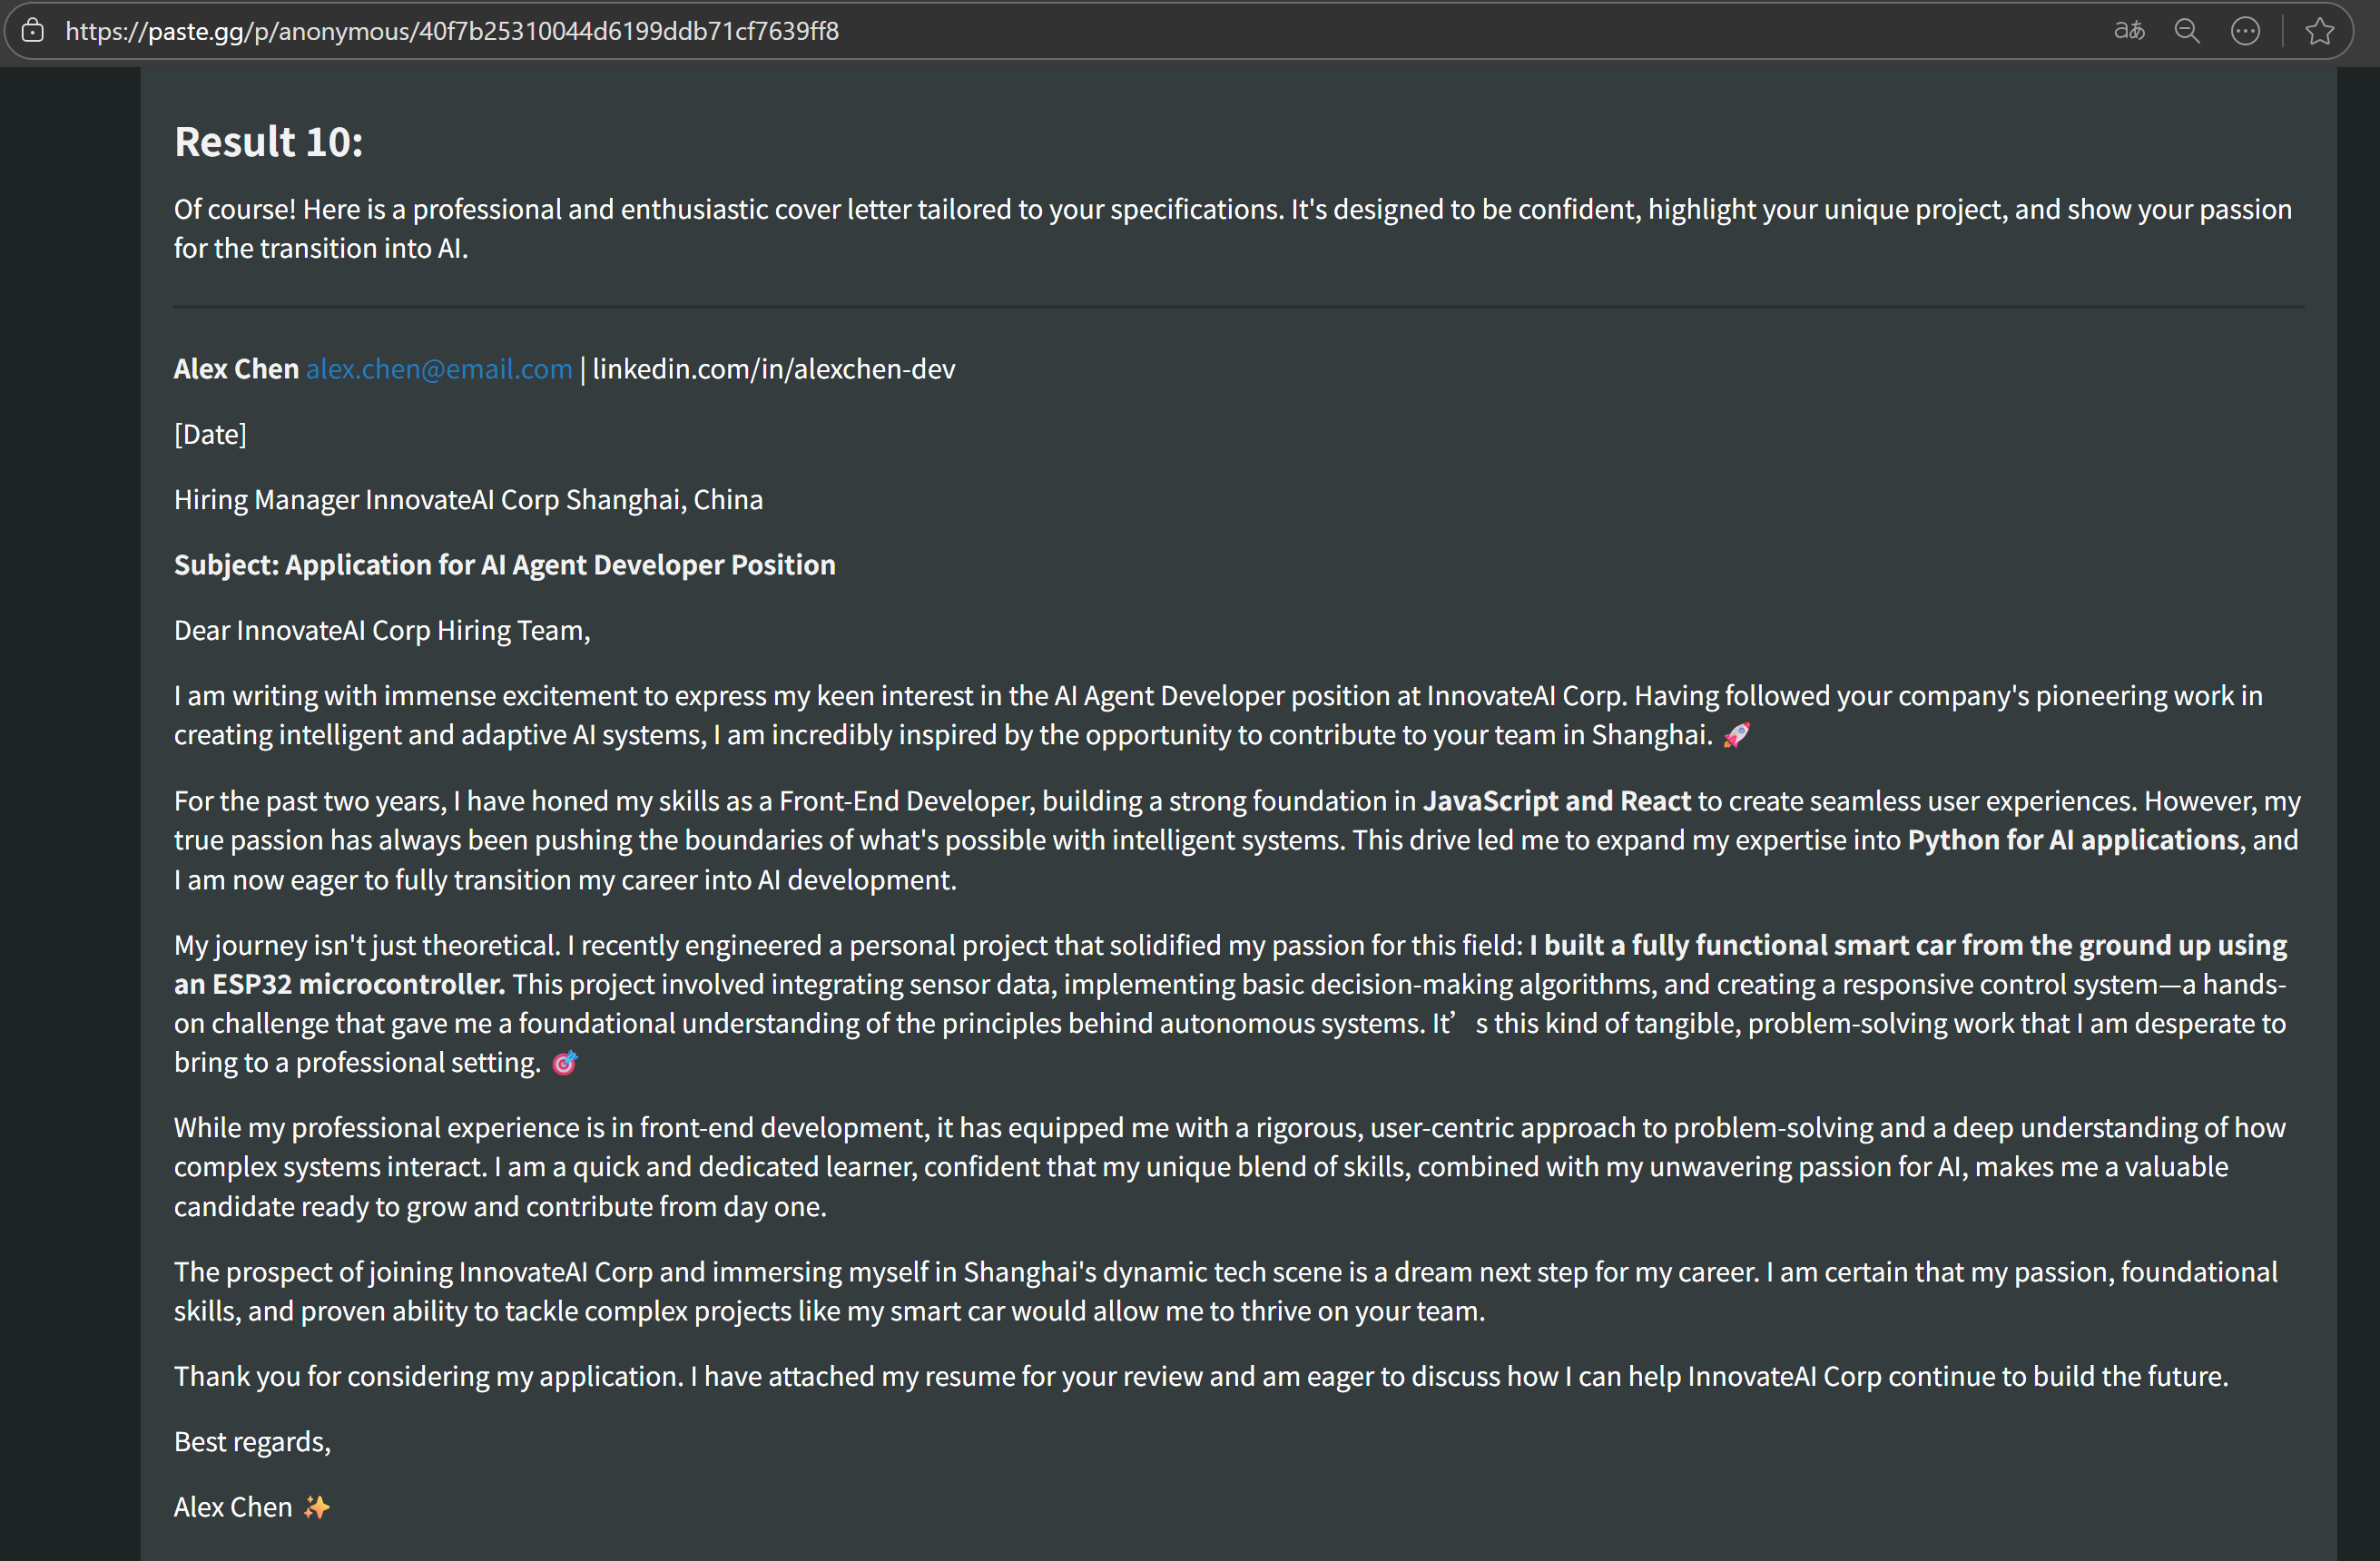 https://paste.gg/p/anonymous/40f7b25310044d6199ddb71cf7639ff8 aあ
Result 10:
Of course! Here is a professional and enthusiastic cover letter tailored to your specifications. It's designed to be confident, highlight your unique project, and show your passion
for the transition into AI.
Alex Chen alex.chen@email.com | linkedin.com/in/alexchen-dev
[Date]
Hiring Manager InnovateAI Corp Shanghai, China
Subject: Application for AI Agent Developer Position
Dear InnovateAI Corp Hiring Team,
I am writing with immense excitement to express my keen interest in the AI Agent Developer position at InnovateAI Corp. Having followed your company's pioneering work in
creating intelligent and adaptive AI systems, I am incredibly inspired by the opportunity to contribute to your team in Shanghai. 🚀
For the past two years, I have honed my skills as a Front-End Developer, building a strong foundation in JavaScript and React to create seamless user experiences. However, my
true passion has always been pushing the boundaries of what's possible with intelligent systems. This drive led me to expand my expertise into Python for AI applications, and
I am now eager to fully transition my career into AI development.
My journey isn't just theoretical. I recently engineered a personal project that solidified my passion for this field: I built a fully functional smart car from the ground up using
an ESP32 microcontroller. This project involved integrating sensor data, implementing basic decision-making algorithms, and creating a responsive control system—a hands-
on challenge that gave me a foundational understanding of the principles behind autonomous systems. It’s this kind of tangible, problem-solving work that I am desperate to
bring to a professional setting. 🎯
While my professional experience is in front-end development, it has equipped me with a rigorous, user-centric approach to problem-solving and a deep understanding of how
complex systems interact. I am a quick and dedicated learner, confident that my unique blend of skills, combined with my unwavering passion for AI, makes me a valuable
candidate ready to grow and contribute from day one.
The prospect of joining InnovateAI Corp and immersing myself in Shanghai's dynamic tech scene is a dream next step for my career. I am certain that my passion, foundational
skills, and proven ability to tackle complex projects like my smart car would allow me to thrive on your team.
Thank you for considering my application. I have attached my resume for your review and am eager to discuss how I can help InnovateAI Corp continue to build the future.
Best regards,
Alex Chen ✨